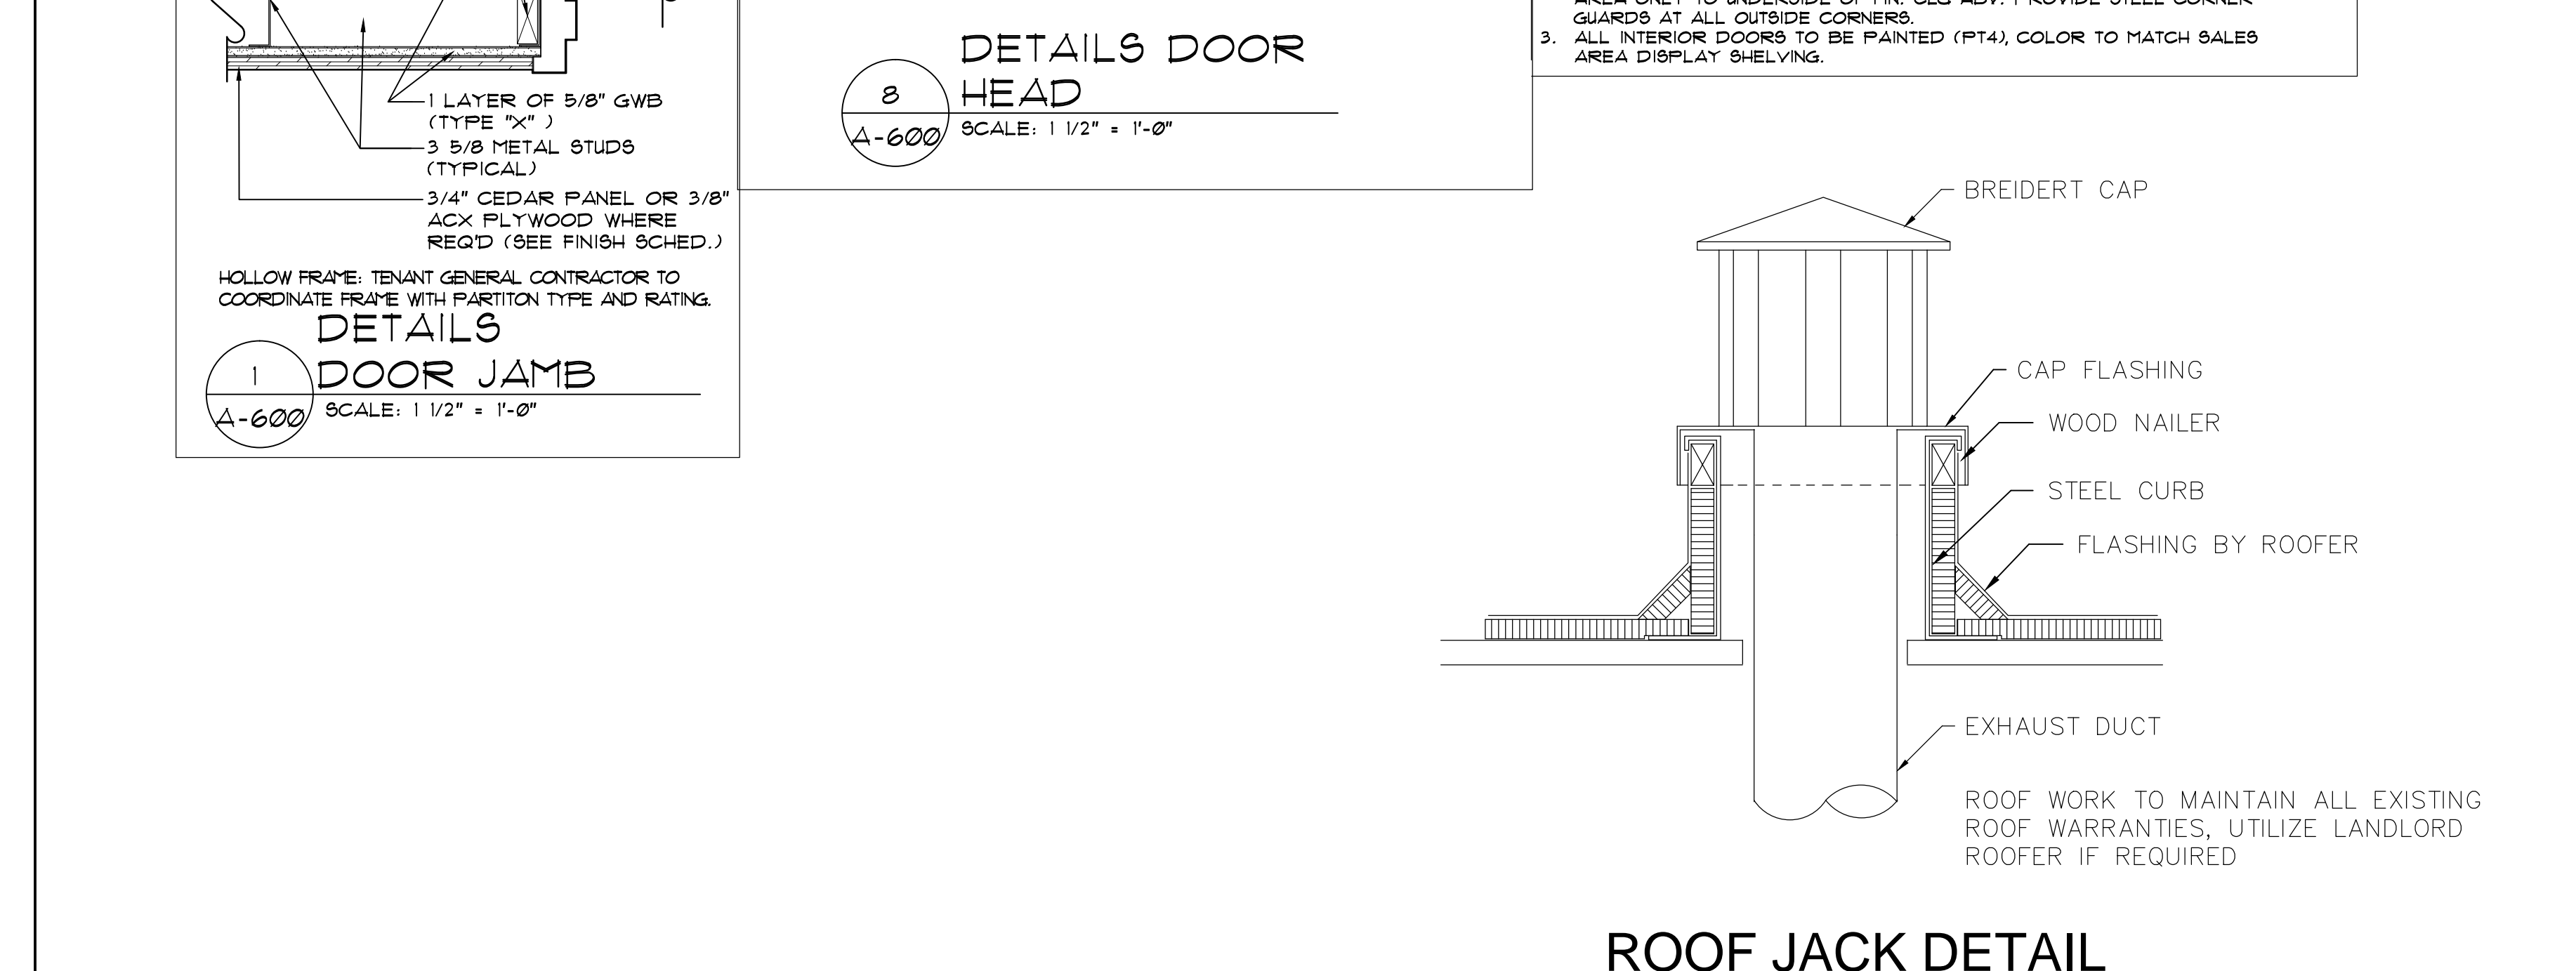 GUARDS AT ALL OUTSIDE CORNERS.
3. ALL INTERIOR DOORS TO BE PAINTED (PT4), COLOR TO MATCH SALES
AREA DISPLAY SHELVING.
DETAILS DOOR
HEAD
8
A-600
SCALE: 1 1/2" = 1'-0"
1 LAYER OF 5/8" GWB
(TYPE "X" )
3 5/8 METAL STUDS
(TYPICAL)
3/4" CEDAR PANEL OR 3/8"
ACX PLYWOOD WHERE
REQ'D (SEE FINISH SCHED.)
HOLLOW FRAME: TENANT GENERAL CONTRACTOR TO
COORDINATE FRAME WITH PARTITON TYPE AND RATING.
DETAILS
DOOR JAMB
1
A-600
SCALE: 1 1/2" = 1'-0"
BREIDERT CAP
CAP FLASHING
WOOD NAILER
STEEL CURB
FLASHING BY ROOFER
EXHAUST DUCT
ROOF WORK TO MAINTAIN ALL EXISTING
ROOF WARRANTIES, UTILIZE LANDLORD
ROOFER IF REQUIRED
ROOF JACK DETAIL